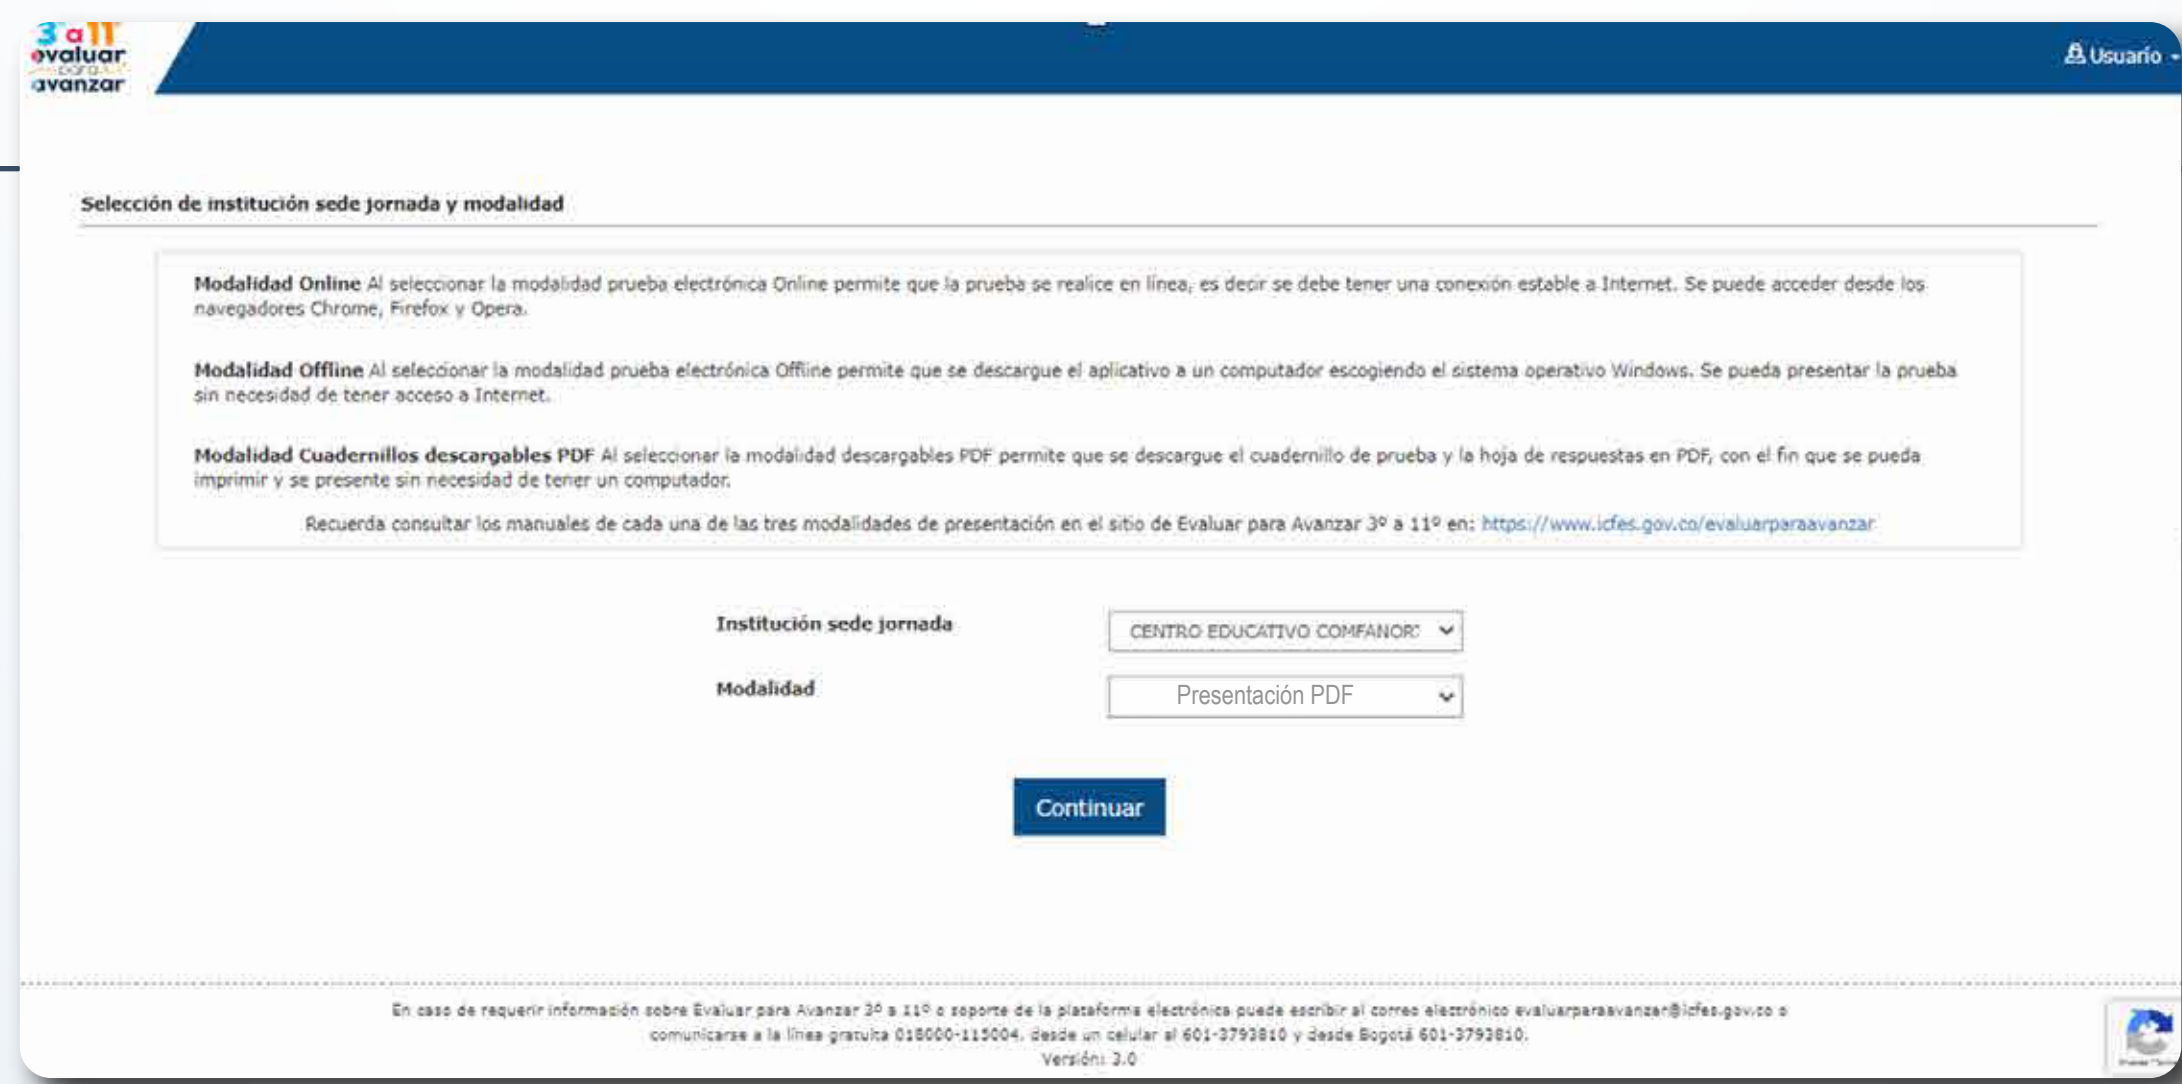 3 a 11
evaluar
para
avanzar
Usuario
Selección de institución sede jornada y modalidad
Modalidad Online Al seleccionar la modalidad prueba electrónica Online permite que la prueba se realice en línea, es decir se debe tener una conexión estable a Internet. Se puede acceder desde los
navegadores Chrome, Firefox y Opera.
Modalidad Offline Al seleccionar la modalidad prueba electrónica Offline permite que se descargue el aplicativo a un computador escogiendo el sistema operativo Windows. Se pueda presentar la prueba
sin necesidad de tener acceso a Internet.
Modalidad Cuadernillos descargables PDF Al seleccionar la modalidad descargables PDF permite que se descargue el cuadernillo de prueba y la hoja de respuestas en PDF, con el fin que se pueda
imprimir y se presente sin necesidad de tener un computador.
Recuerda consultar los manuales de cada una de las tres modalidades de presentación en el sitio de Evaluar para Avanzar 3º a 11º en: https://www.icfes.gov.co/evaluarparaavanzar
Institución sede jornada
CENTRO EDUCATIVO COMFANOR
Modalidad
Presentación PDF
Continuar
En caso de requerir información sobre Evaluar para Avanzar 3º a 11º o soporte de la plataforma electrónica puede escribir al correo electrónico evaluarparaavanzar@icfes.gov.co o
comunicarse a la línea gratuita 018000-115004, desde un celular al 601-3793810 y desde Bogotá 601-3793810.
Versión: 3.0